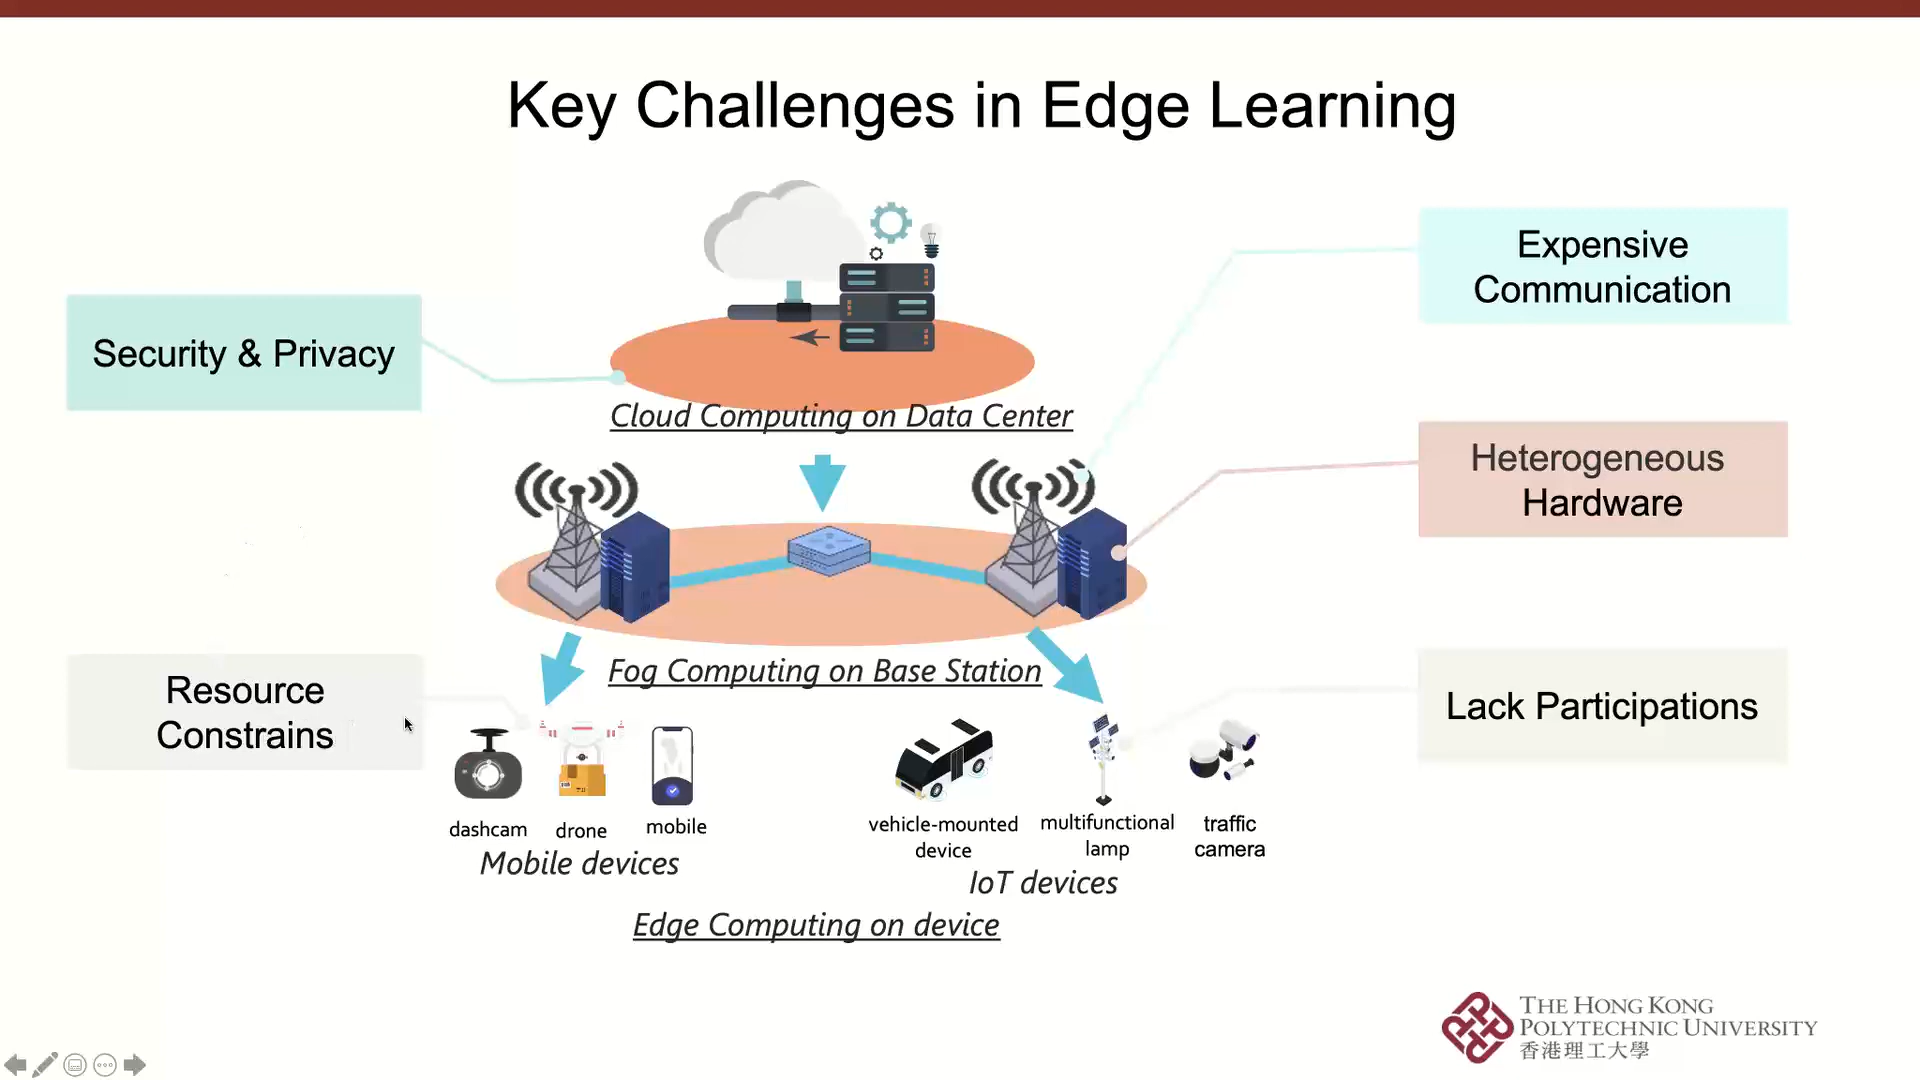 Key Challenges in Edge Learning
Security & Privacy
Expensive
Communication
Cloud Computing on Data Center
Heterogeneous
Hardware
Fog Computing on Base Station
Resource
Constrains
Lack Participations
dashcam
drone
mobile
Mobile devices
vehicle-mounted
device
multifunctional
lamp
traffic
camera
IoT devices
Edge Computing on device
THE HONG KONG
POLYTECHNIC UNIVERSITY
香港理工大學